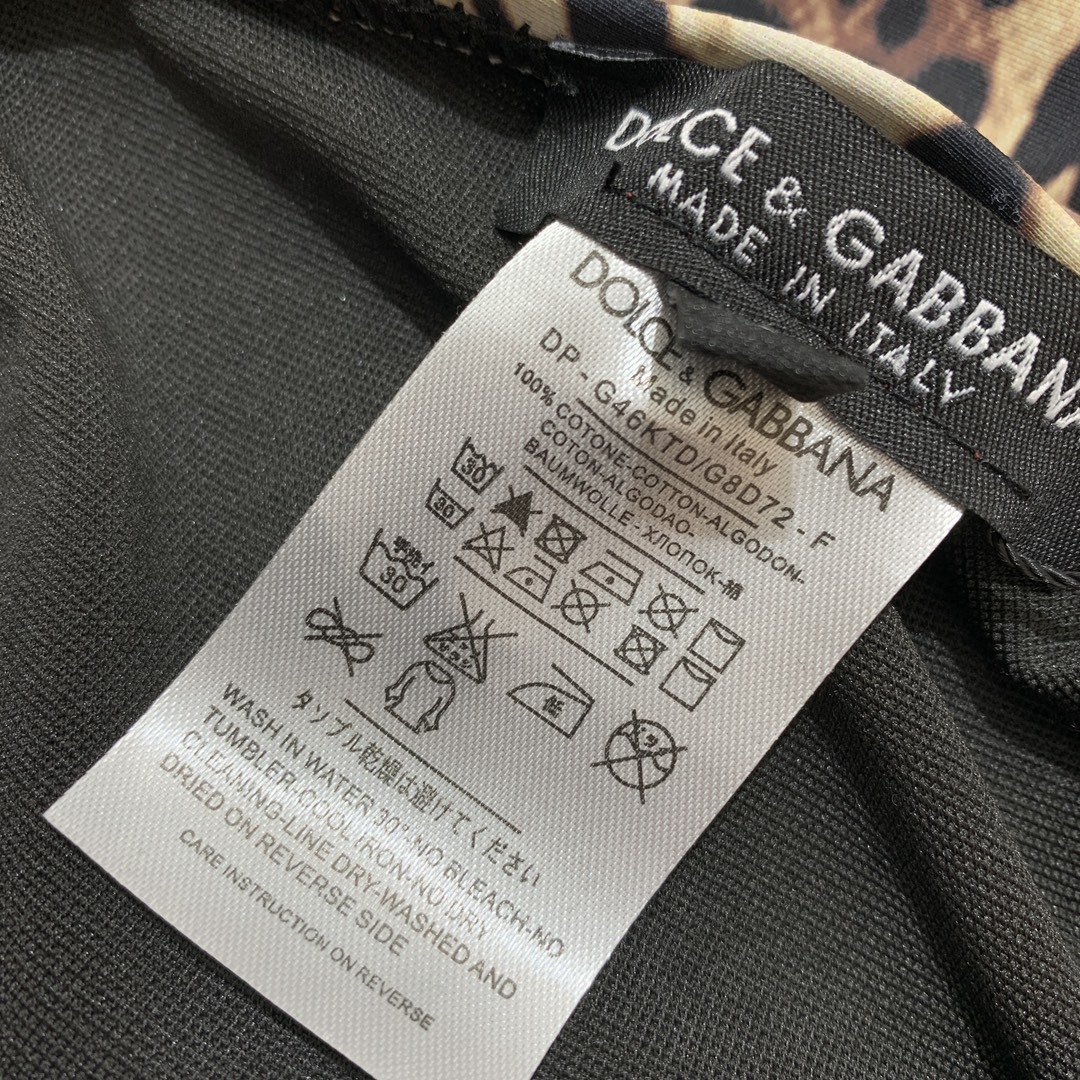 DOLCE & GABBANA
MADE IN ITALY
L
DOLCE & GABBANA
Made in Italy
DP - G46KTD/G8D72 - F
100% COTONE-COTTON-ALGODON-
COTON-ALGODAO-
BAUMWOLLE - ХЛОПОК-棉
30
30
手洗イ
30
低
タンブル乾燥は避けてください
WASH IN WATER 30°-NO BLEACH-NO
TUMBLER-COOL IRON-NO DRY
CLEANING-LINE DRY-WASHED AND
DRIED ON REVERSE SIDE
CARE INSTRUCTION ON REVERSE